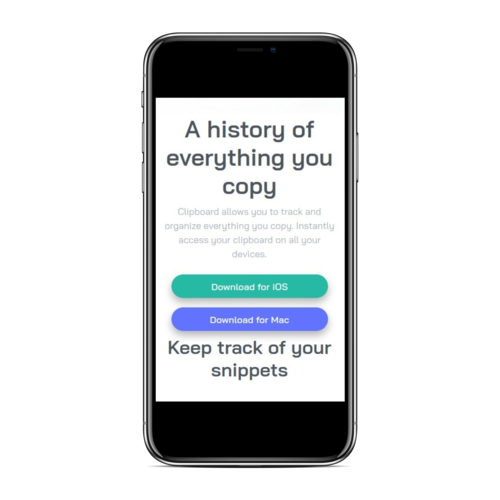 A history of
everything you
copy
Clipboard allows you to track and
organize everything you copy. Instantly
access your clipboard on all your
devices.
Download for iOS
Download for Mac
Keep track of your
snippets